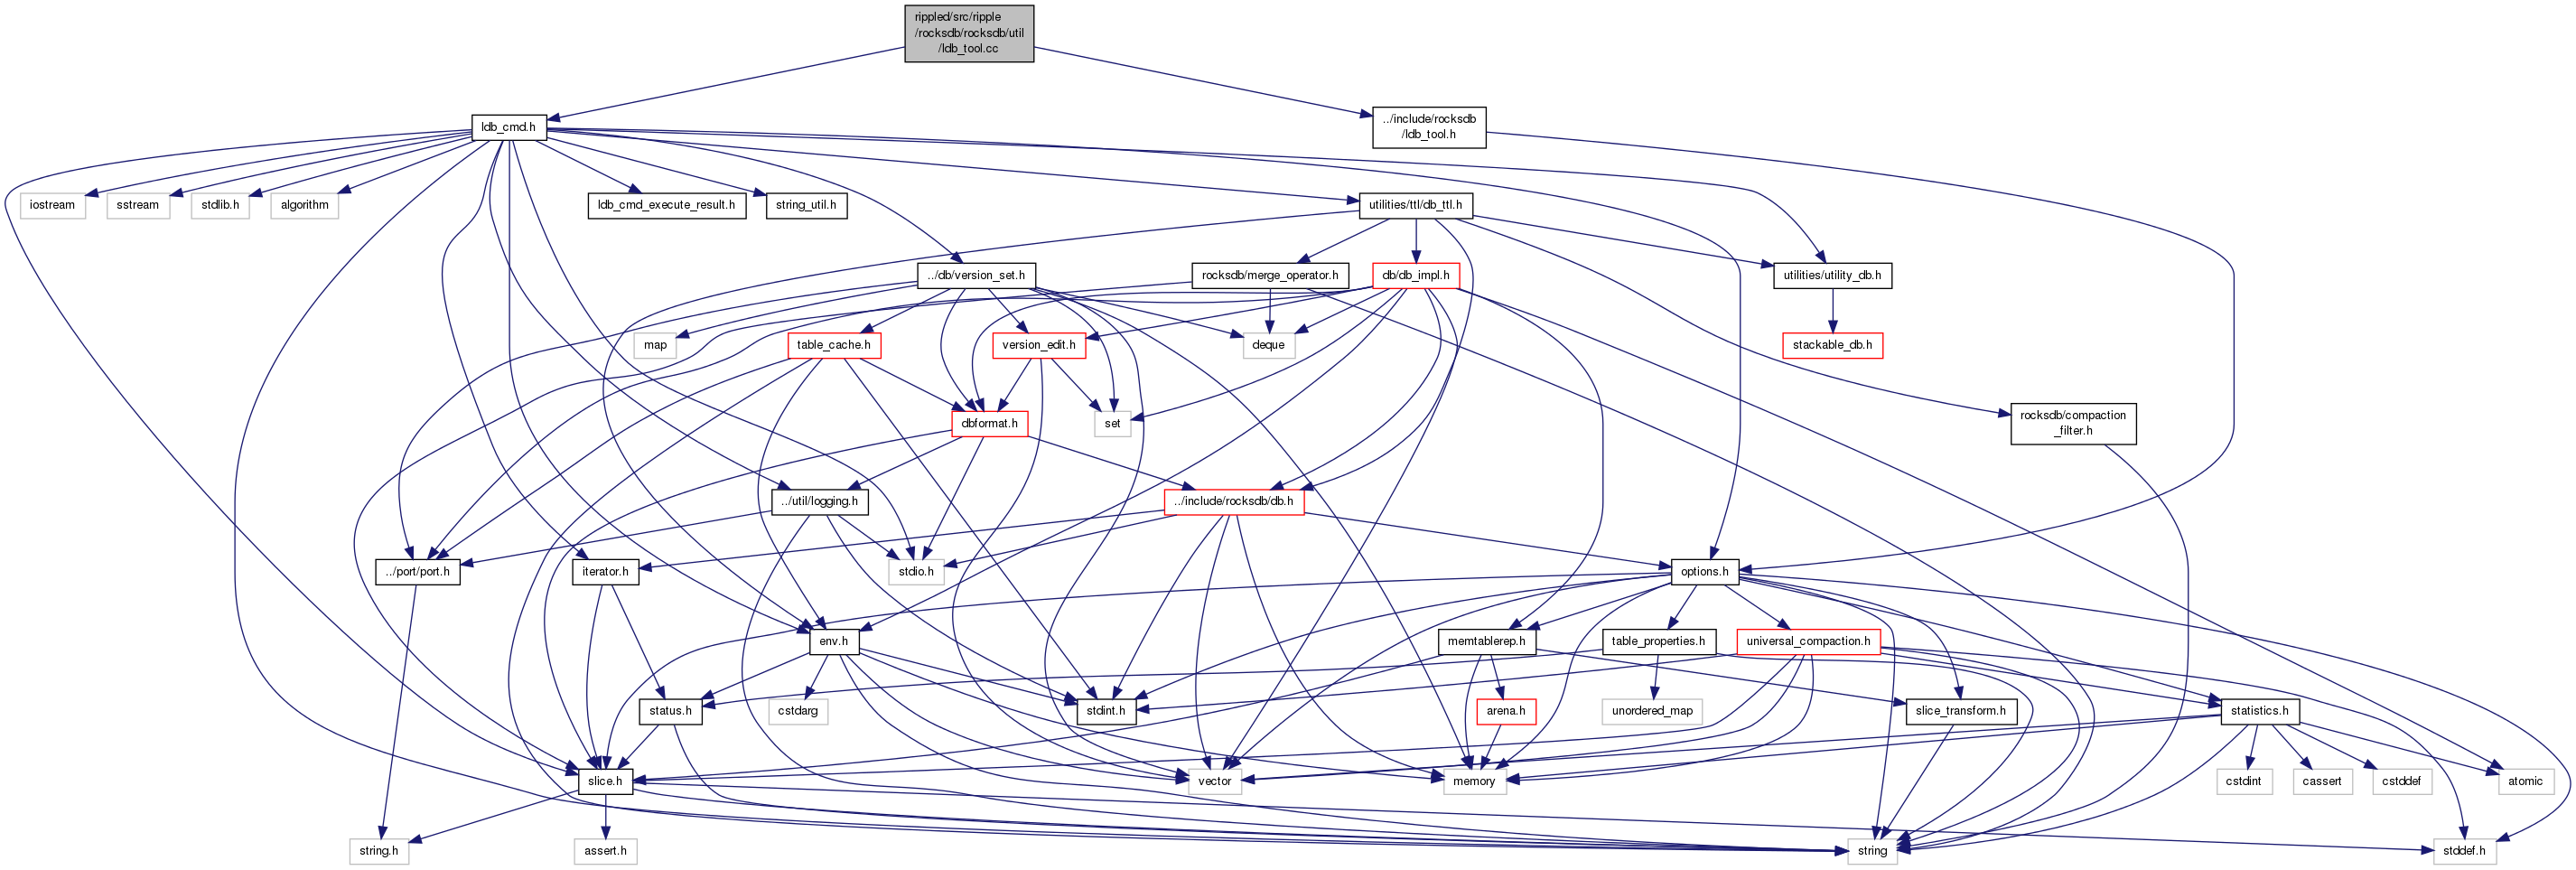 rippled/src/ripple
/rocksdb/rocksdb/util
/ldb_tool.cc
ldb_cmd.h
../include/rocksdb
/ldb_tool.h
iostream
sstream
stdlib.h
algorithm
ldb_cmd_execute_result.h
string_util.h
utilities/ttl/db_ttl.h
../db/version_set.h
rocksdb/merge_operator.h
db/db_impl.h
utilities/utility_db.h
map
table_cache.h
version_edit.h
deque
stackable_db.h
dbformat.h
set
rocksdb/compaction
_filter.h
../util/logging.h
../include/rocksdb/db.h
../port/port.h
iterator.h
stdio.h
options.h
env.h
memtablerep.h
table_properties.h
universal_compaction.h
status.h
cstdarg
stdint.h
arena.h
unordered_map
slice_transform.h
statistics.h
slice.h
vector
memory
cstdint
cassert
cstddef
atomic
string.h
assert.h
string
stddef.h